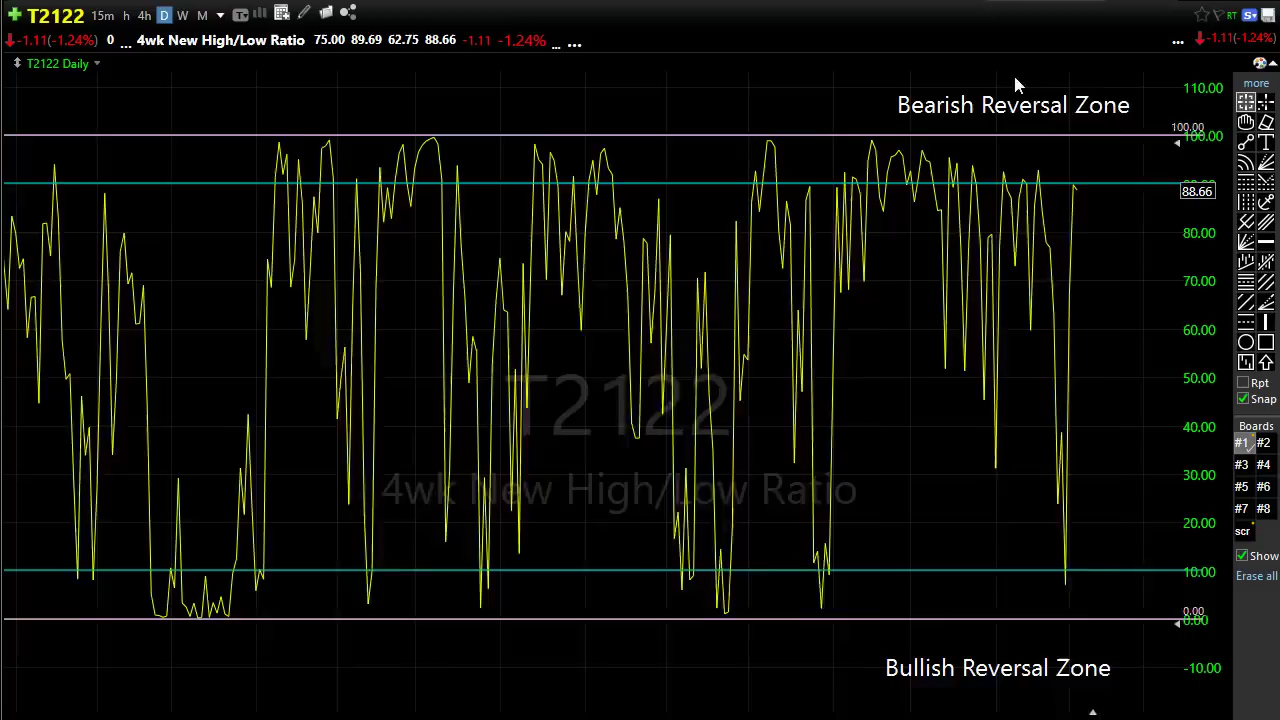 T2122 15m h 4h D W M T
RT S
-1.11(-1.24%) 0 ... 4wk New High/Low Ratio 75.00 89.69 62.75 88.66 -1.11 -1.24% ... ...
... -1.11(-1.24%)
T2122 Daily
more
110.00
Bearish Reversal Zone
100.00
100.00
88.66
80.00
70.00
60.00
50.00
40.00
30.00
20.00
10.00
0.00
0.00
-10.00
T2122
4wk New High/Low Ratio
Bullish Reversal Zone
T
Rpt
Snap
Boards
#1 #2
#3 #4
#5 #6
#7 #8
scr
Show
Erase all